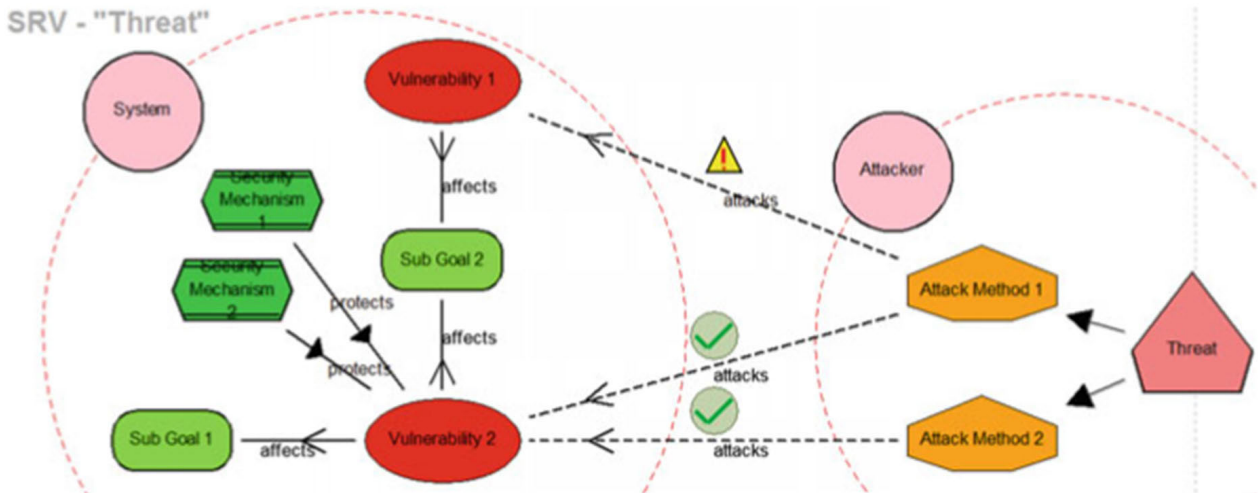 SRV - "Threat"
System
Vulnerability 1
Attacker
Security
Mechanism
1
affects
attacks
Sub Goal 2
Security
Mechanism
2
protects
Attack Method 1
affects
Threat
protects
attacks
Sub Goal 1
affects
Vulnerability 2
attacks
Attack Method 2